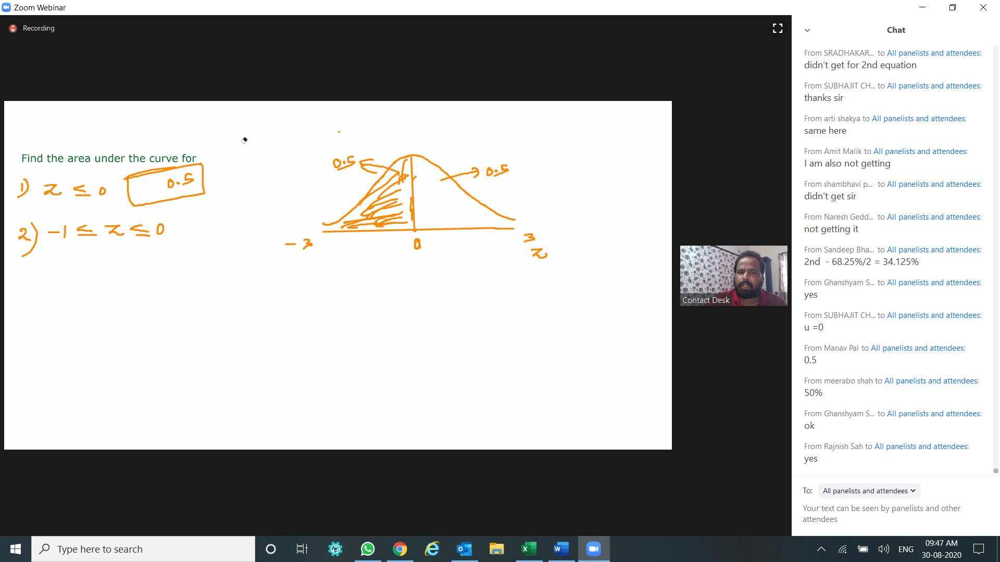 Zoom Webinar
Recording
Find the area under the curve for
1) z ≤ 0 0.5
2) -1 ≤ z ≤ 0
0.5
0.5
-3 0 3
z
Contact Desk
Chat
From SRADHAKAR... to All panelists and attendees:
didn't get for 2nd equation
From SUBHAJIT CH... to All panelists and attendees:
thanks sir
From arti shakya to All panelists and attendees:
same here
From Amit Malik to All panelists and attendees:
I am also not getting
From shambhavi p... to All panelists and attendees:
didn't get sir
From Naresh Gedd... to All panelists and attendees:
not getting it
From Sandeep Bha... to All panelists and attendees:
2nd - 68.25%/2 = 34.125%
From Ghanshyam S... to All panelists and attendees:
yes
From SUBHAJIT CH... to All panelists and attendees:
u =0
From Manav Pal to All panelists and attendees:
0.5
From meerabo shah to All panelists and attendees:
50%
From Ghanshyam S... to All panelists and attendees:
ok
From Rajnish Sah to All panelists and attendees:
yes
To: All panelists and attendees
Your text can be seen by panelists and other
attendees
Type here to search
ENG
09:47 AM
30-08-2020